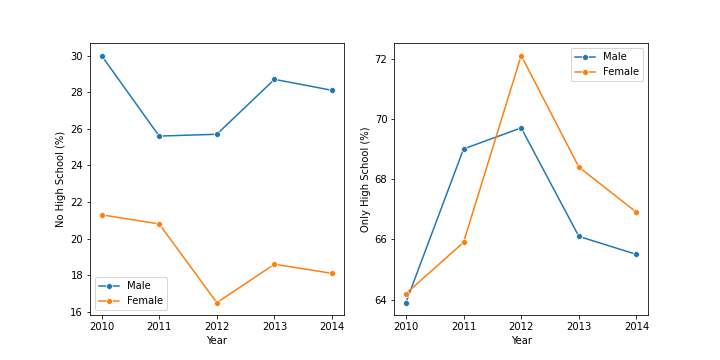 No High School (%)
30
28
26
24
22
20
18
16
2010 2011 2012 2013 2014
Year
Male
Female
Only High School (%)
72
70
68
66
64
2010 2011 2012 2013 2014
Year
Male
Female